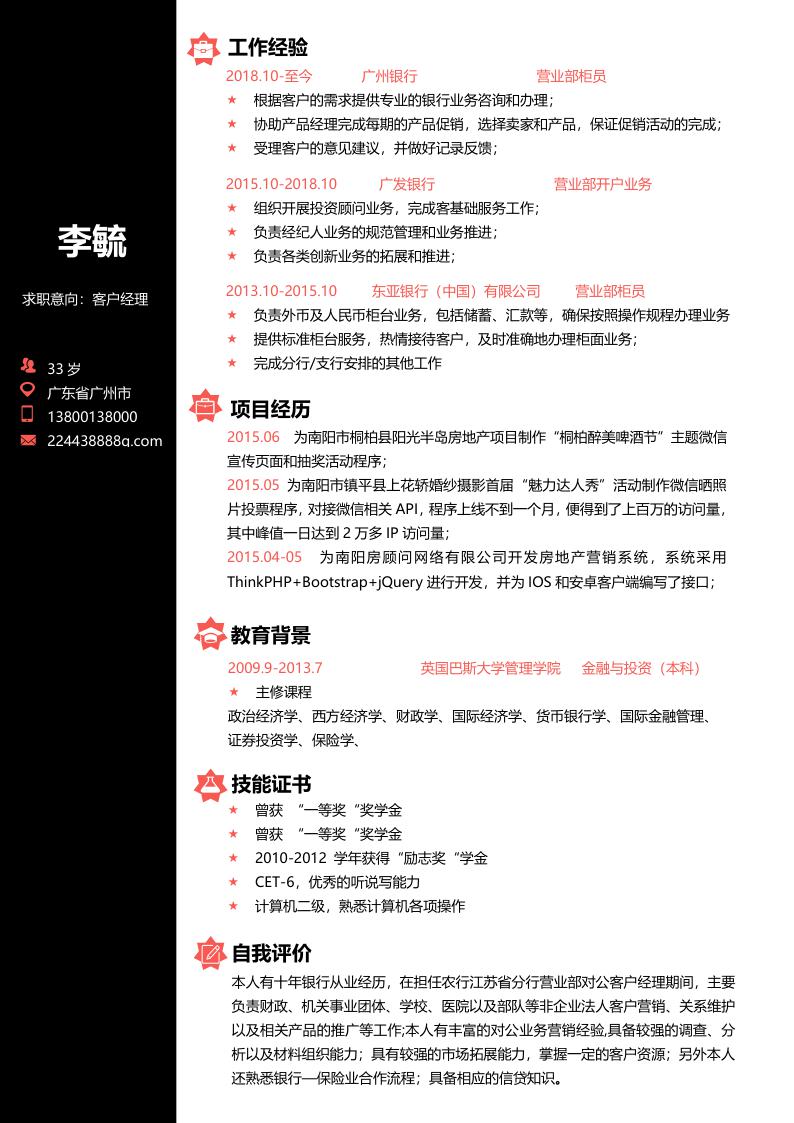 李毓
求职意向：客户经理
33 岁
广东省广州市
13800138000
224438888q.com
工作经验
2018.10-至今 广州银行 营业部柜员
★ 根据客户的需求提供专业的银行业务咨询和办理；
★ 协助产品经理完成每期的产品促销，选择卖家和产品，保证促销活动的完成；
★ 受理客户的意见建议，并做好记录反馈；
2015.10-2018.10 广发银行 营业部开户业务
★ 组织开展投资顾问业务，完成客基础服务工作；
★ 负责经纪人业务的规范管理和业务推进；
★ 负责各类创新业务的拓展和推进；
2013.10-2015.10 东亚银行（中国）有限公司 营业部柜员
★ 负责外币及人民币柜台业务，包括储蓄、汇款等，确保按照操作规程办理业务
★ 提供标准柜台服务，热情接待客户，及时准确地办理柜面业务；
★ 完成分行/支行安排的其他工作
项目经历
2015.06 为南阳市桐柏县阳光半岛房地产项目制作“桐柏醉美啤酒节”主题微信
宣传页面和抽奖活动程序；
2015.05 为南阳市镇平县上花轿婚纱摄影首届“魅力达人秀”活动制作微信晒照
片投票程序，对接微信相关 API，程序上线不到一个月，便得到了上百万的访问量，
其中峰值一日达到 2 万多 IP 访问量；
2015.04-05 为南阳房顾问网络有限公司开发房地产营销系统，系统采用
ThinkPHP+Bootstrap+jQuery 进行开发，并为 IOS 和安卓客户端编写了接口；
教育背景
2009.9-2013.7 英国巴斯大学管理学院 金融与投资（本科）
★ 主修课程
政治经济学、西方经济学、财政学、国际经济学、货币银行学、国际金融管理、
证券投资学、保险学、
技能证书
★ 曾获 “一等奖“奖学金
★ 曾获 “一等奖“奖学金
★ 2010-2012 学年获得“励志奖“学金
★ CET-6，优秀的听说写能力
★ 计算机二级，熟悉计算机各项操作
自我评价
本人有十年银行从业经历，在担任农行江苏省分行营业部对公客户经理期间，主要
负责财政、机关事业团体、学校、医院以及部队等非企业法人客户营销、关系维护
以及相关产品的推广等工作;本人有丰富的对公业务营销经验,具备较强的调查、分
析以及材料组织能力；具有较强的市场拓展能力，掌握一定的客户资源；另外本人
还熟悉银行—保险业合作流程；具备相应的信贷知识。